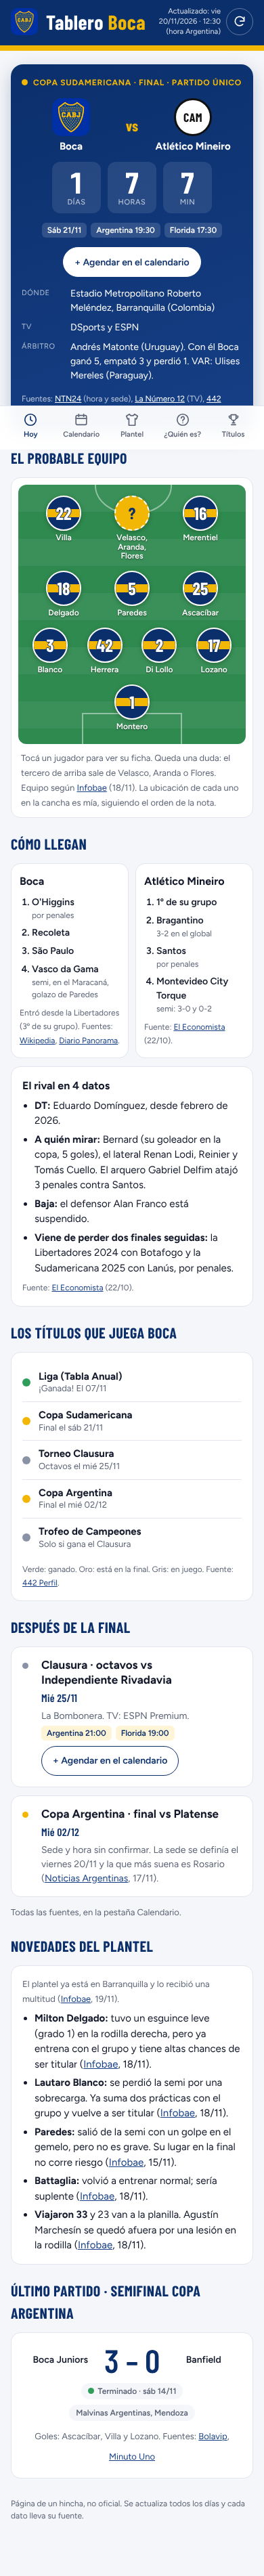 CABJ
Tablero Boca
Actualizado: vie
20/11/2026 · 12:30
(hora Argentina)
COPA SUDAMERICANA · FINAL · PARTIDO ÚNICO
CABJ
VS
CAM
Boca
Atlético Mineiro
1
DÍAS
7
HORAS
7
MIN
Sáb 21/11
Argentina 19:30
Florida 17:30
+ Agendar en el calendario
DÓNDE
Estadio Metropolitano Roberto
Meléndez, Barranquilla (Colombia)
TV
DSports y ESPN
ÁRBITRO
Andrés Matonte (Uruguay). Con él Boca
ganó 5, empató 3 y perdió 1. VAR: Ulises
Mereles (Paraguay).
Fuentes: NTN24 (hora y sede), La Número 12 (TV), 442
Hoy
Calendario
Plantel
¿Quién es?
Títulos
EL PROBABLE EQUIPO
22
Villa
?
Velasco,
Aranda,
Flores
16
Merentiel
18
Delgado
5
Paredes
25
Ascacíbar
3
Blanco
42
Herrera
2
Di Lollo
17
Lozano
1
Montero
Tocá un jugador para ver su ficha. Queda una duda: el
tercero de arriba sale de Velasco, Aranda o Flores.
Equipo según Infobae (18/11). La ubicación de cada uno
en la cancha es mía, siguiendo el orden de la nota.
CÓMO LLEGAN
Boca
1. O'Higgins
por penales
2. Recoleta
3. São Paulo
4. Vasco da Gama
semi, en el Maracaná,
golazo de Paredes
Entró desde la Libertadores
(3º de su grupo). Fuentes:
Wikipedia, Diario Panorama.
Atlético Mineiro
1. 1º de su grupo
2. Bragantino
3-2 en el global
3. Santos
por penales
4. Montevideo City
Torque
semi: 3-0 y 0-2
Fuente: El Economista
(22/10).
El rival en 4 datos
• DT: Eduardo Domínguez, desde febrero de
2026.
• A quién mirar: Bernard (su goleador en la
copa, 5 goles), el lateral Renan Lodi, Reinier y
Tomás Cuello. El arquero Gabriel Delfim atajó
3 penales contra Santos.
• Baja: el defensor Alan Franco está
suspendido.
• Viene de perder dos finales seguidas: la
Libertadores 2024 con Botafogo y la
Sudamericana 2025 con Lanús, por penales.
Fuente: El Economista (22/10).
LOS TÍTULOS QUE JUEGA BOCA
Liga (Tabla Anual)
¡Ganada! El 07/11
Copa Sudamericana
Final el sáb 21/11
Torneo Clausura
Octavos el mié 25/11
Copa Argentina
Final el mié 02/12
Trofeo de Campeones
Solo si gana el Clausura
Verde: ganado. Oro: está en la final. Gris: en juego. Fuente:
442 Perfil.
DESPUÉS DE LA FINAL
Clausura · octavos vs
Independiente Rivadavia
Mié 25/11
La Bombonera. TV: ESPN Premium.
Argentina 21:00
Florida 19:00
+ Agendar en el calendario
Copa Argentina · final vs Platense
Mié 02/12
Sede y hora sin confirmar. La sede se definía el
viernes 20/11 y la que más suena es Rosario
(Noticias Argentinas, 17/11).
Todas las fuentes, en la pestaña Calendario.
NOVEDADES DEL PLANTEL
El plantel ya está en Barranquilla y lo recibió una
multitud (Infobae, 19/11).
• Milton Delgado: tuvo un esguince leve
(grado 1) en la rodilla derecha, pero ya
entrena con el grupo y tiene altas chances de
ser titular (Infobae, 18/11).
• Lautaro Blanco: se perdió la semi por una
sobrecarga. Ya suma dos prácticas con el
grupo y vuelve a ser titular (Infobae, 18/11).
• Paredes: salió de la semi con un golpe en el
gemelo, pero no es grave. Su lugar en la final
no corre riesgo (Infobae, 15/11).
• Battaglia: volvió a entrenar normal; sería
suplente (Infobae, 18/11).
• Viajaron 33 y 23 van a la planilla. Agustín
Marchesín se quedó afuera por una lesión en
la rodilla (Infobae, 18/11).
ÚLTIMO PARTIDO · SEMIFINAL COPA
ARGENTINA
Boca Juniors
3 – 0
Banfield
Terminado · sáb 14/11
Malvinas Argentinas, Mendoza
Goles: Ascacíbar, Villa y Lozano. Fuentes: Bolavip,
Minuto Uno
Página de un hincha, no oficial. Se actualiza todos los días y cada
dato lleva su fuente.